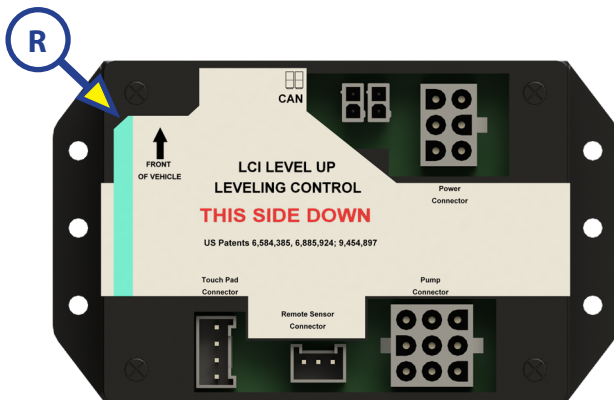 R
CAN
FRONT
OF VEHICLE
LCI LEVEL UP
LEVELING CONTROL
THIS SIDE DOWN
US Patents 6,584,385, 6,885,924; 9,454,897
Power
Connector
Touch Pad
Connector
Remote Sensor
Connector
Pump
Connector